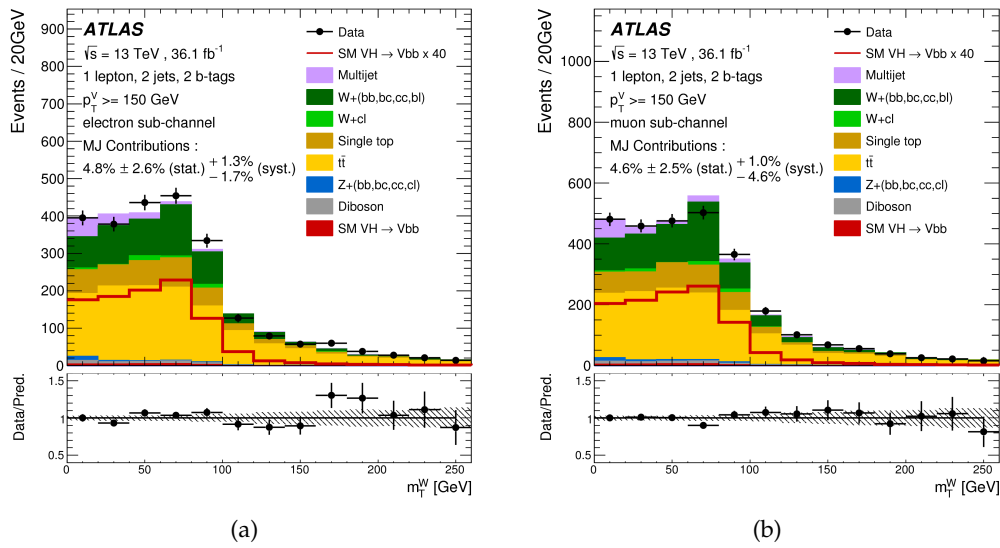 Events / 20GeV
900
800
700
600
500
400
300
200
100
0
ATLAS
√s = 13 TeV , 36.1 fb⁻¹
1 lepton, 2 jets, 2 b-tags
p_T^V >= 150 GeV
electron sub-channel
MJ Contributions :
4.8% ± 2.6% (stat.) + 1.3% − 1.7% (syst.)
Data
SM VH → Vbb x 40
Multijet
W+(bb,bc,cc,bl)
W+cl
Single top
tt̄
Z+(bb,bc,cc,cl)
Diboson
SM VH → Vbb
Data/Pred.
1.5
1
0.5
0 50 100 150 200 250
m_T^W [GeV]
(a)
Events / 20GeV
1000
800
600
400
200
0
ATLAS
√s = 13 TeV , 36.1 fb⁻¹
1 lepton, 2 jets, 2 b-tags
p_T^V >= 150 GeV
muon sub-channel
MJ Contributions :
4.6% ± 2.5% (stat.) + 1.0% − 4.6% (syst.)
Data
SM VH → Vbb x 40
Multijet
W+(bb,bc,cc,bl)
W+cl
Single top
tt̄
Z+(bb,bc,cc,cl)
Diboson
SM VH → Vbb
Data/Pred.
1.5
1
0.5
0 50 100 150 200 250
m_T^W [GeV]
(b)